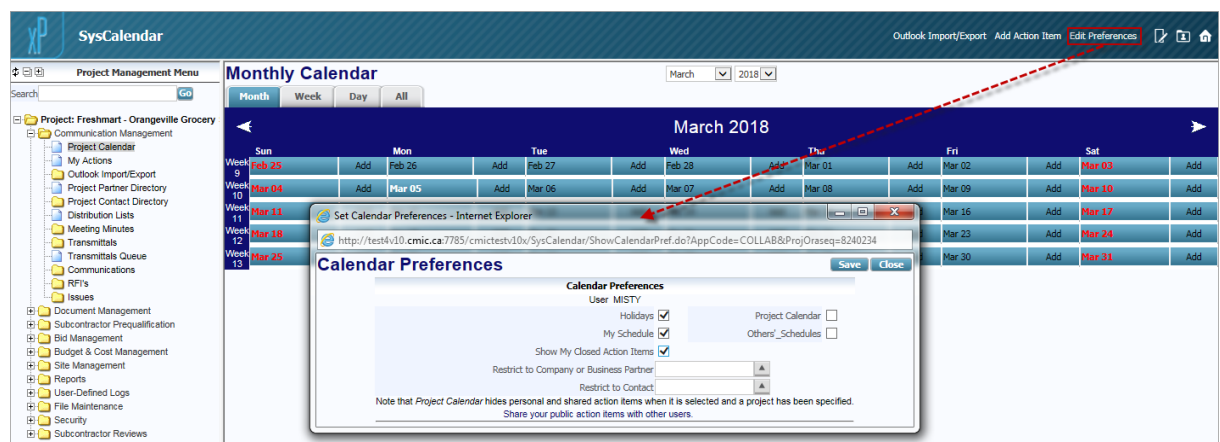 xP SysCalendar Outlook Import/Export Add Action Item Edit Preferences
Project Management Menu
Search Go
Project: Freshmart - Orangeville Grocery
Communication Management
Project Calendar
My Actions
Outlook Import/Export
Project Partner Directory
Project Contact Directory
Distribution Lists
Meeting Minutes
Transmittals
Transmittals Queue
Communications
RFI's
Issues
Document Management
Subcontractor Prequalification
Bid Management
Budget & Cost Management
Site Management
Reports
User-Defined Logs
File Maintenance
Security
Subcontractor Reviews
Monthly Calendar March 2018
Month Week Day All
March 2018
Sun Mon Tue Wed Thu Fri Sat
Week 9 Feb 25 Add Feb 26 Add Feb 27 Add Feb 28 Add Mar 01 Add Mar 02 Add Mar 03 Add
Week 10 Mar 04 Add Mar 05 Add Mar 06 Add Mar 07 Add Mar 08 Add Mar 09 Add Mar 10 Add
Week 11 Mar 11 Mar 16 Add Mar 17 Add
Week 12 Mar 18 Mar 23 Add Mar 24 Add
Week 13 Mar 25 Mar 30 Add Mar 31 Add
Set Calendar Preferences - Internet Explorer
http://test4v10.cmic.ca:7785/cmictestv10x/SysCalendar/ShowCalendarPref.do?AppCode=COLLAB&ProjOraseq=8240234
Calendar Preferences Save Close
Calendar Preferences
User MISTY
Holidays Project Calendar
My Schedule Others'_Schedules
Show My Closed Action Items
Restrict to Company or Business Partner
Restrict to Contact
Note that Project Calendar hides personal and shared action items when it is selected and a project has been specified.
Share your public action items with other users.